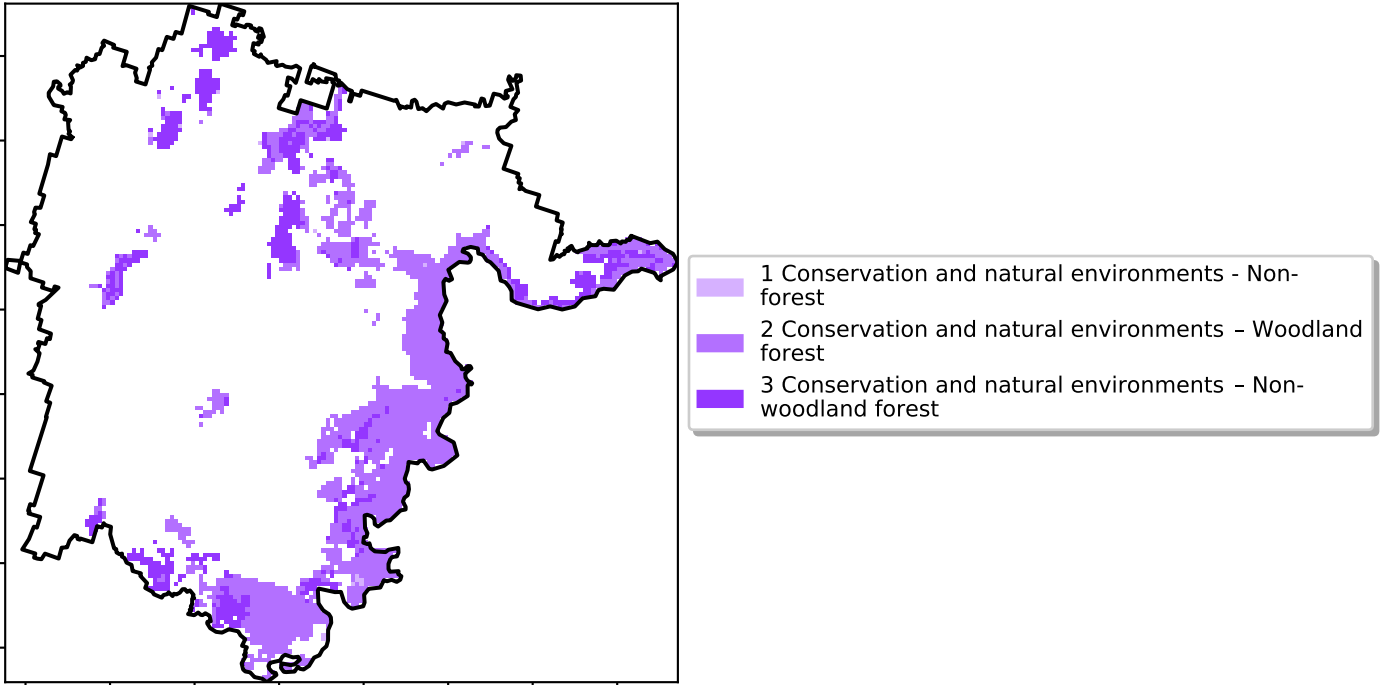 1 Conservation and natural environments - Non-
forest
2 Conservation and natural environments – Woodland
forest
3 Conservation and natural environments – Non-
woodland forest